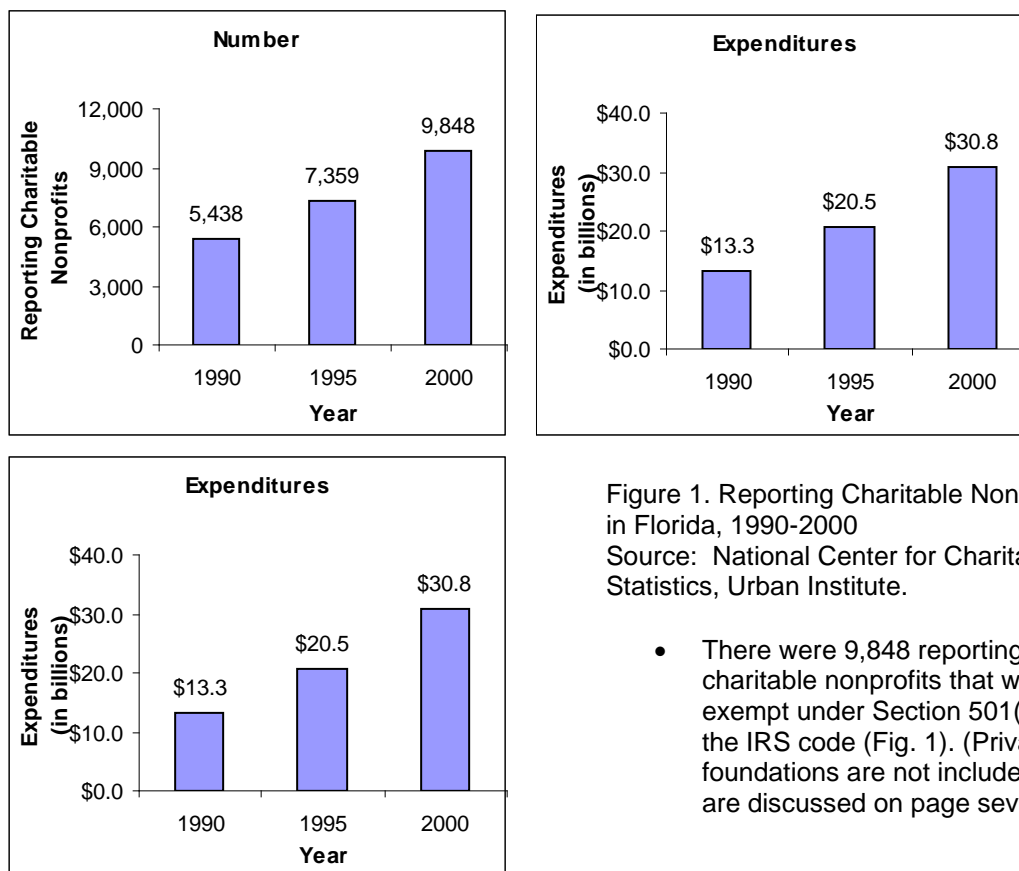 Number
12,000
9,000
6,000
3,000
0
Reporting Charitable
Nonprofits
5,438
7,359
9,848
1990
1995
2000
Year
Expenditures
$40.0
$30.0
$20.0
$10.0
$0.0
Expenditures
(in billions)
$13.3
$20.5
$30.8
1990
1995
2000
Year
Expenditures
$40.0
$30.0
$20.0
$10.0
$0.0
Expenditures
(in billions)
$13.3
$20.5
$30.8
1990
1995
2000
Year
Figure 1. Reporting Charitable Non
in Florida, 1990-2000
Source: National Center for Charita
Statistics, Urban Institute.
• There were 9,848 reporting
charitable nonprofits that w
exempt under Section 501(
the IRS code (Fig. 1). (Priva
foundations are not include
are discussed on page sev